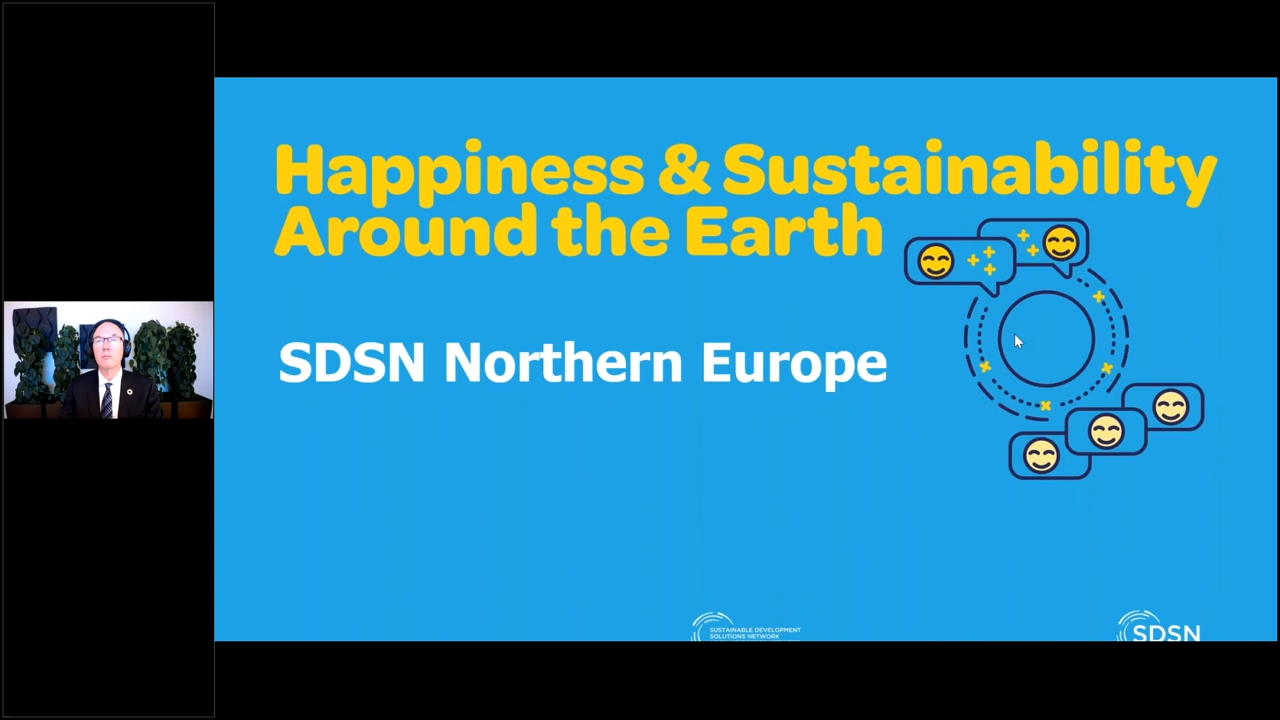 Happiness & Sustainability
Around the Earth
SDSN Northern Europe
SUSTAINABLE DEVELOPMENT
SOLUTIONS NETWORK
SDSN